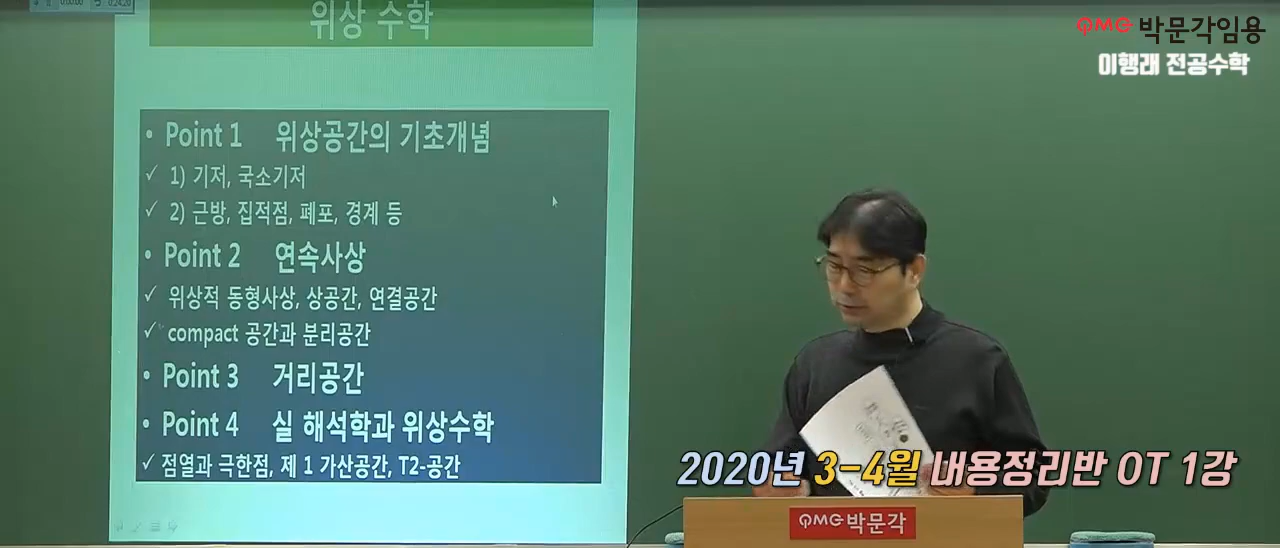 0:00:00 0:24:20
위상 수학
PMG 박문각임용
이행래 전공수학
• Point 1 위상공간의 기초개념
✓ 1) 기저, 국소기저
✓ 2) 근방, 집적점, 폐포, 경계 등
• Point 2 연속사상
✓ 위상적 동형사상, 상공간, 연결공간
✓ compact 공간과 분리공간
• Point 3 거리공간
• Point 4 실 해석학과 위상수학
✓ 점열과 극한점, 제 1 가산공간, T2-공간
2020년 3-4월 내용정리반 OT 1강
PMG 박문각